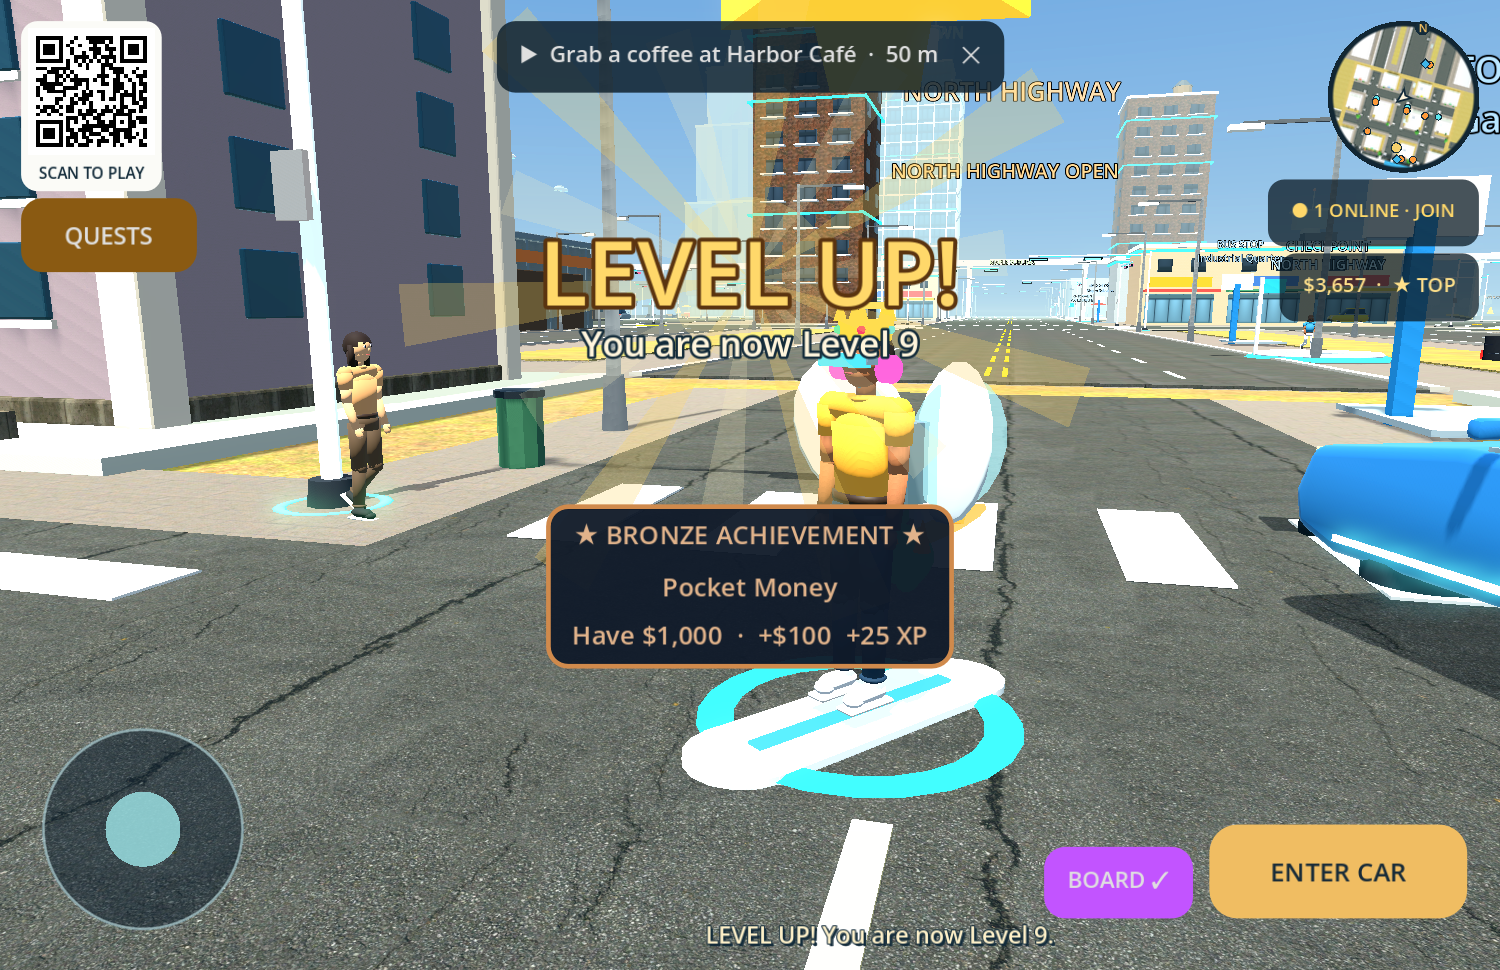 SCAN TO PLAY
QUESTS
▶ Grab a coffee at Harbor Café · 50 m ×
NORTH HIGHWAY
NORTH HIGHWAY OPEN
N
1 ONLINE · JOIN
BUS STOP
CHECKPOINT
Industrial Quarter
NORTH HIGHWAY
$3,657 · ★ TOP
LEVEL UP!
You are now Level 9
★ BRONZE ACHIEVEMENT ★
Pocket Money
Have $1,000 · +$100 +25 XP
BOARD ✓
ENTER CAR
LEVEL UP! You are now Level 9.